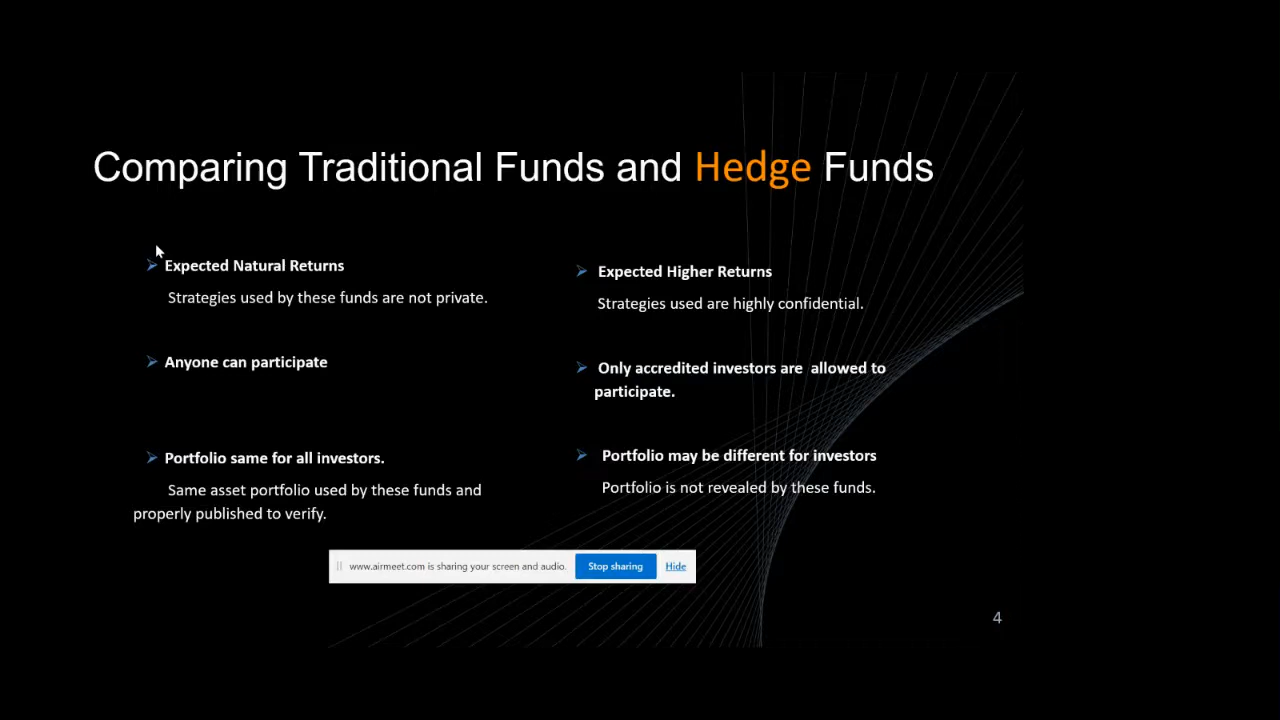 Comparing Traditional Funds and Hedge Funds
Expected Natural Returns
Strategies used by these funds are not private.
Anyone can participate
Portfolio same for all investors.
Same asset portfolio used by these funds and
properly published to verify.
Expected Higher Returns
Strategies used are highly confidential.
Only accredited investors are allowed to
participate.
Portfolio may be different for investors
Portfolio is not revealed by these funds.
www.airmeet.com is sharing your screen and audio. Stop sharing Hide
4